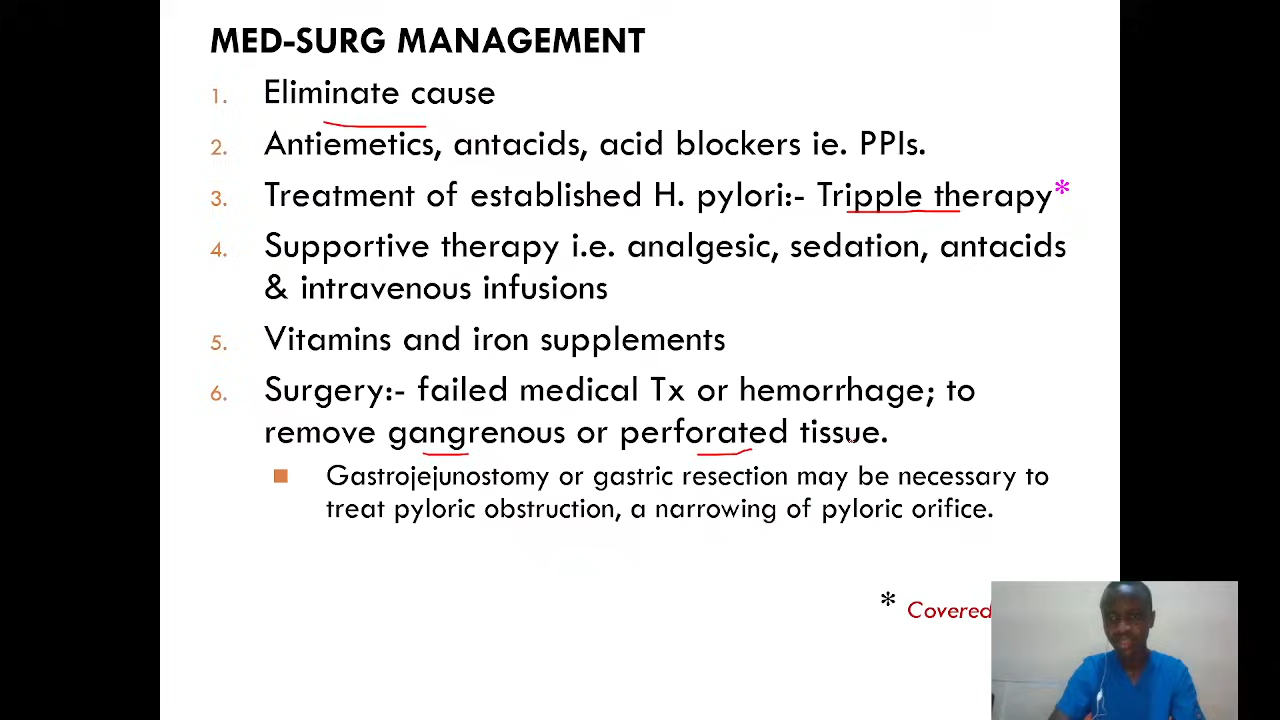 MED-SURG MANAGEMENT
1. Eliminate cause
2. Antiemetics, antacids, acid blockers ie. PPIs.
3. Treatment of established H. pylori:- Tripple therapy*
4. Supportive therapy i.e. analgesic, sedation, antacids
& intravenous infusions
5. Vitamins and iron supplements
6. Surgery:- failed medical Tx or hemorrhage; to
remove gangrenous or perforated tissue.
Gastrojejunostomy or gastric resection may be necessary to
treat pyloric obstruction, a narrowing of pyloric orifice.
* Covered